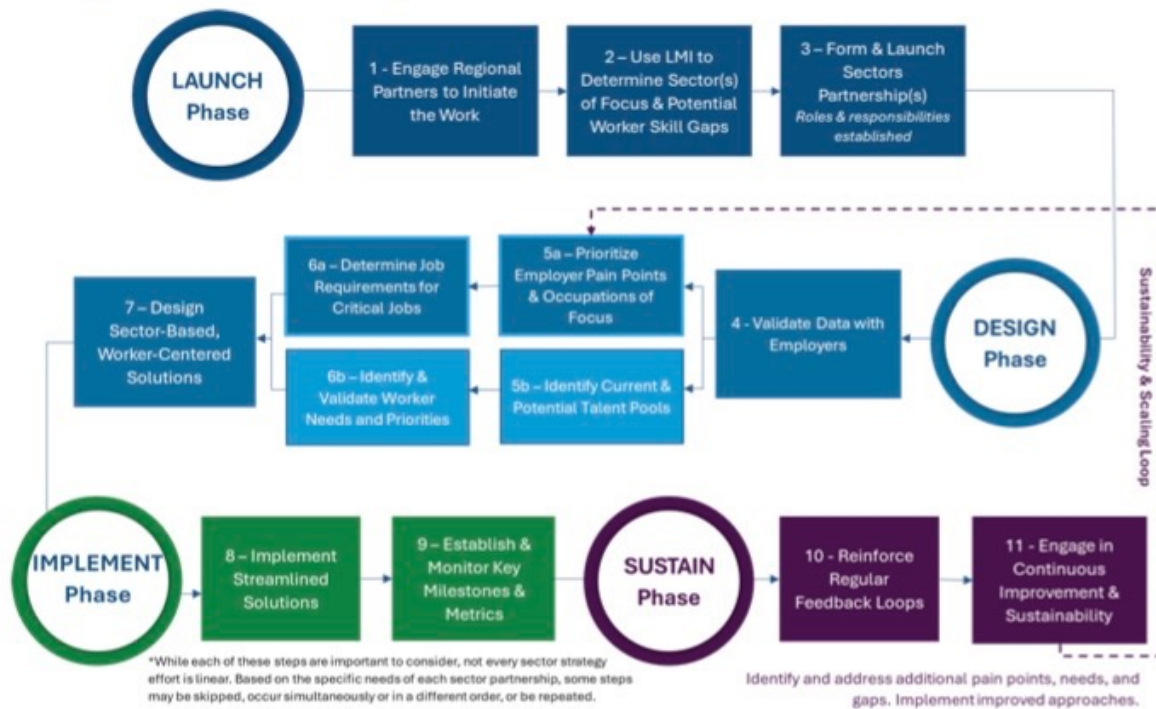 LAUNCH
Phase
1 - Engage Regional
Partners to Initiate
the Work
2 – Use LMI to
Determine Sector(s)
of Focus & Potential
Worker Skill Gaps
3 – Form & Launch
Sectors
Partnership(s)
Roles & responsibilities
established
DESIGN
Phase
4 - Validate Data with
Employers
5a – Prioritize
Employer Pain Points
& Occupations of
Focus
5b – Identify Current &
Potential Talent Pools
6a – Determine Job
Requirements for
Critical Jobs
6b – Identify &
Validate Worker
Needs and Priorities
7 – Design
Sector-Based,
Worker-Centered
Solutions
IMPLEMENT
Phase
8 – Implement
Streamlined
Solutions
9 – Establish &
Monitor Key
Milestones &
Metrics
SUSTAIN
Phase
10 - Reinforce
Regular
Feedback Loops
11 - Engage in
Continuous
Improvement &
Sustainability
Sustainability & Scaling Loop
*While each of these steps are important to consider, not every sector strategy
effort is linear. Based on the specific needs of each sector partnership, some steps
may be skipped, occur simultaneously or in a different order, or be repeated.
Identify and address additional pain points, needs, and
gaps. Implement improved approaches.